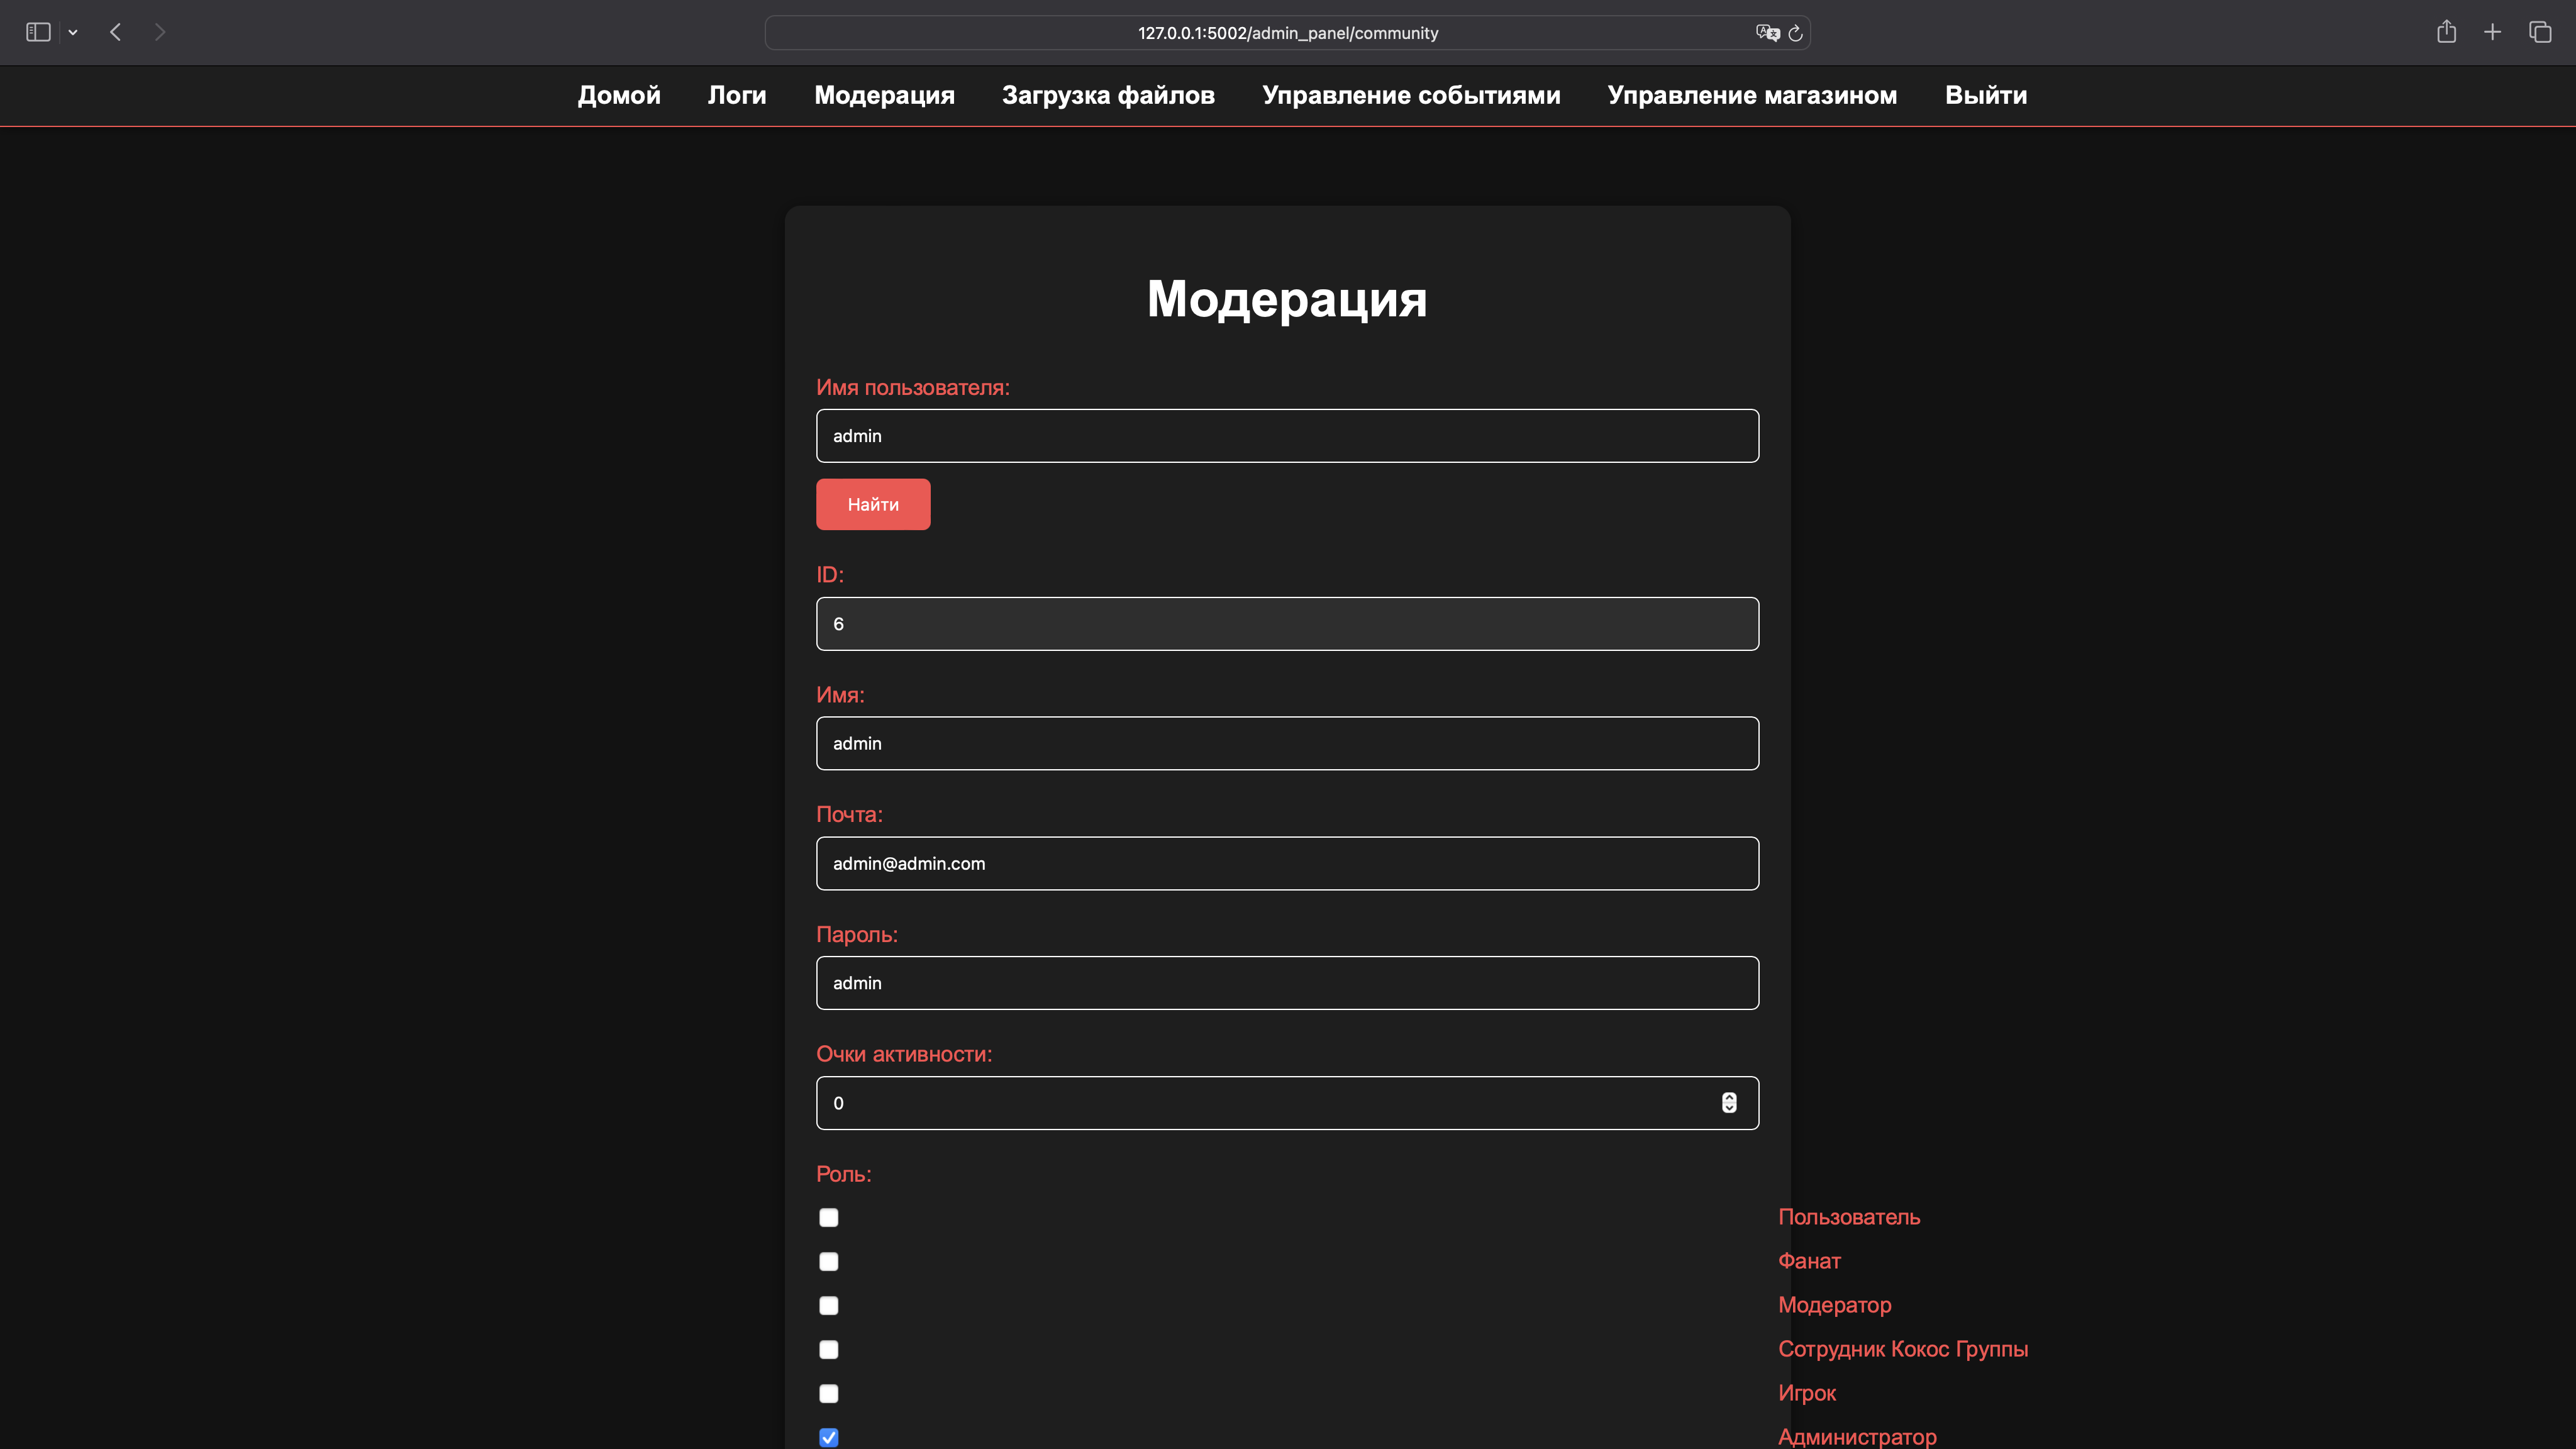 127.0.0.1:5002/admin_panel/community
Домой Логи Модерация Загрузка файлов Управление событиями Управление магазином Выйти
Модерация
Имя пользователя:
admin
Найти
ID:
6
Имя:
admin
Почта:
admin@admin.com
Пароль:
admin
Очки активности:
0
Роль:
Пользователь
Фанат
Модератор
Сотрудник Кокос Группы
Игрок
Администратор